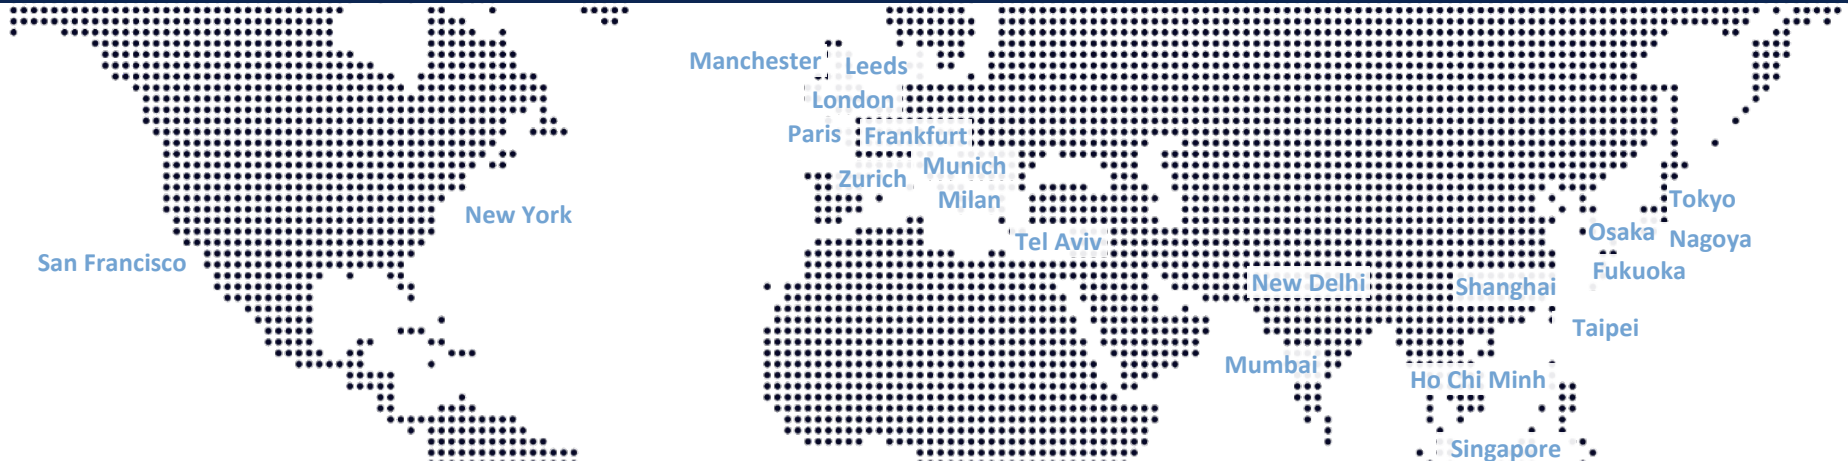 Manchester
Leeds
London
Paris
Frankfurt
Munich
Zurich
Milan
New York
Tel Aviv
San Francisco
Tokyo
Osaka
Nagoya
New Delhi
Shanghai
Fukuoka
Taipei
Mumbai
Ho Chi Minh
Singapore